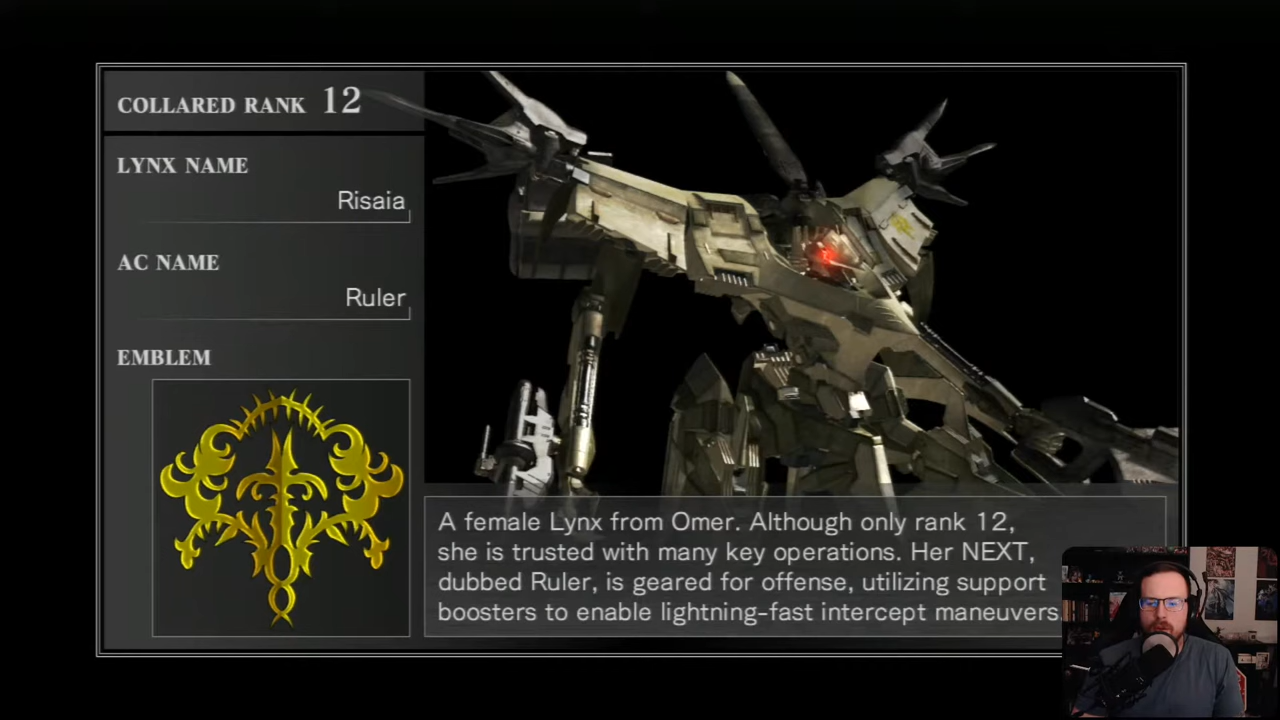 COLLARED RANK 12
LYNX NAME
Risaia
AC NAME
Ruler
EMBLEM
A female Lynx from Omer. Although only rank 12,
she is trusted with many key operations. Her NEXT,
dubbed Ruler, is geared for offense, utilizing support
boosters to enable lightning-fast intercept maneuvers.